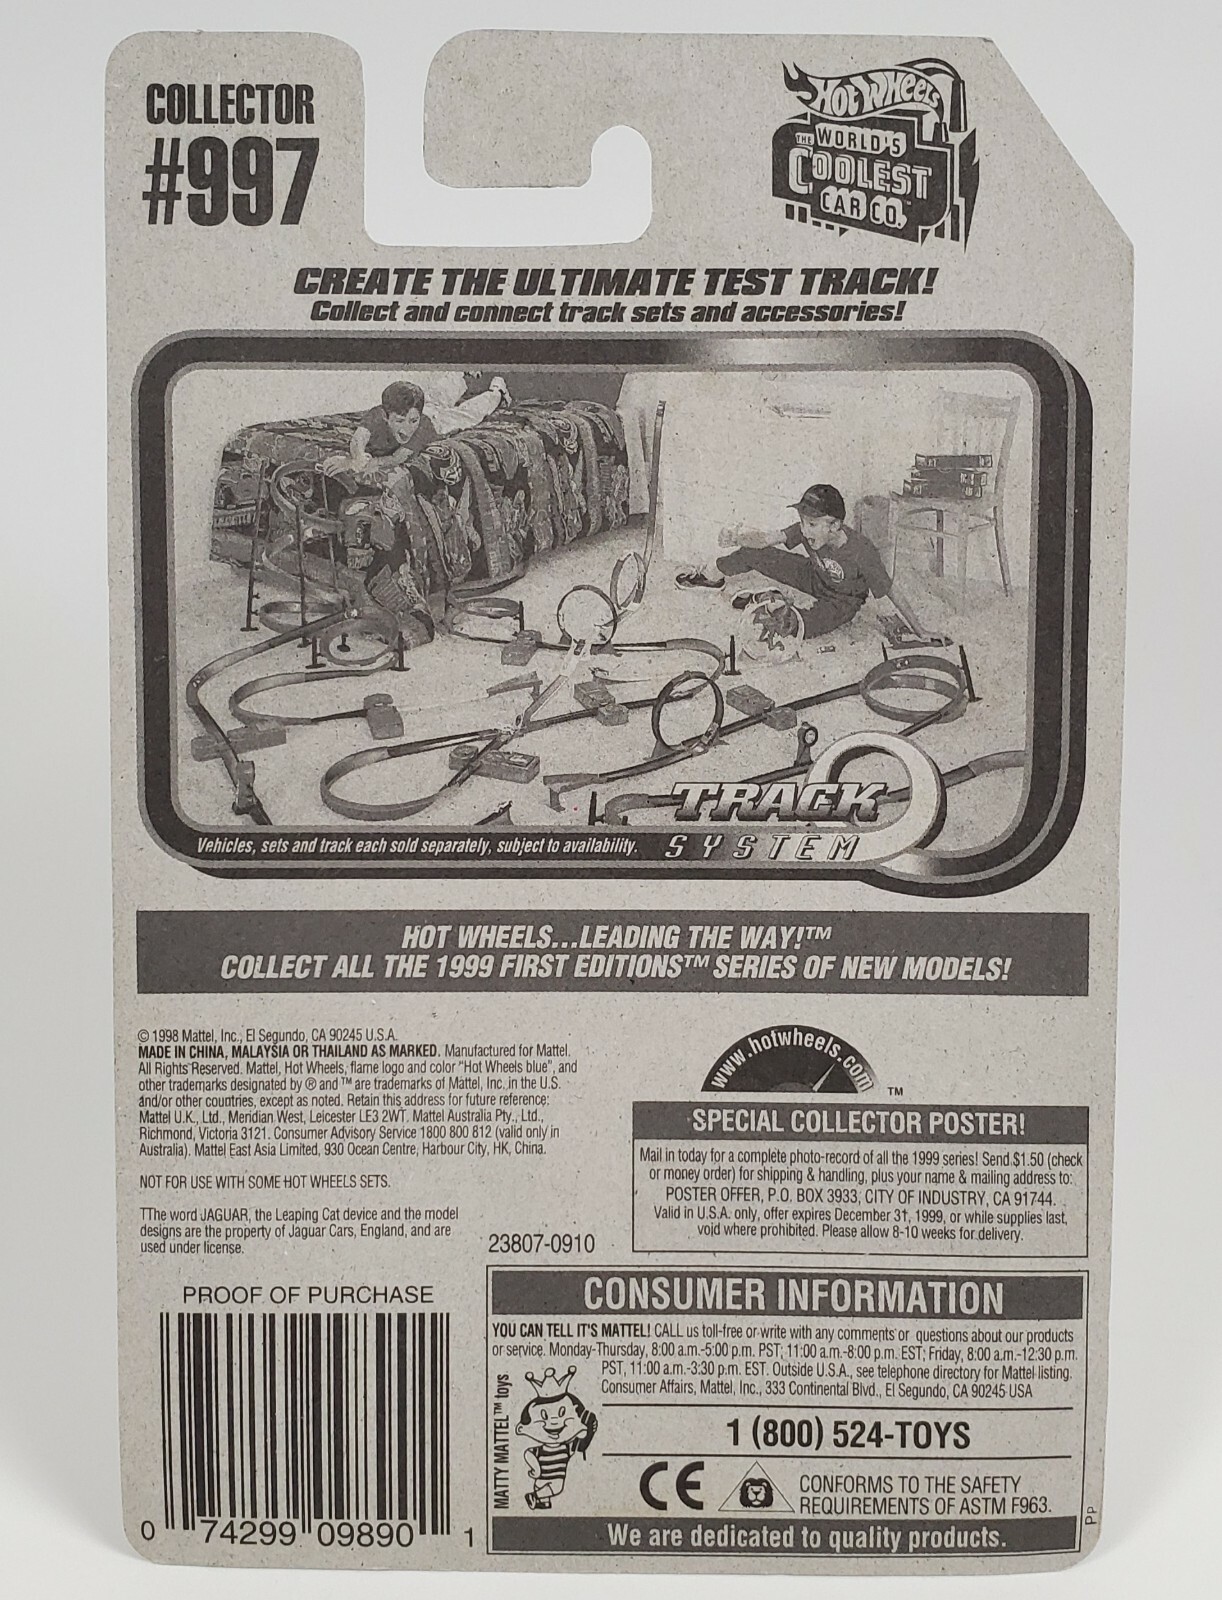 COLLECTOR
#997
HOT WHEELS
THE WORLD'S
COOLEST
CAR CO.™
CREATE THE ULTIMATE TEST TRACK!
Collect and connect track sets and accessories!
TRACK
SYSTEM
Vehicles, sets and track each sold separately, subject to availability.
HOT WHEELS...LEADING THE WAY!™
COLLECT ALL THE 1999 FIRST EDITIONS™ SERIES OF NEW MODELS!
© 1998 Mattel, Inc., El Segundo, CA 90245 U.S.A.
MADE IN CHINA, MALAYSIA OR THAILAND AS MARKED. Manufactured for Mattel.
All Rights Reserved. Mattel, Hot Wheels, flame logo and color "Hot Wheels blue", and
other trademarks designated by ® and ™ are trademarks of Mattel, Inc. in the U.S.
and/or other countries, except as noted. Retain this address for future reference:
Mattel U.K., Ltd., Meridian West, Leicester LE3 2WT. Mattel Australia Pty., Ltd.,
Richmond, Victoria 3121. Consumer Advisory Service 1800 800 812 (valid only in
Australia). Mattel East Asia Limited, 930 Ocean Centre, Harbour City, HK, China.
NOT FOR USE WITH SOME HOT WHEELS SETS.
TThe word JAGUAR, the Leaping Cat device and the model
designs are the property of Jaguar Cars, England, and are
used under license.
23807-0910
www.hotwheels.com
™
SPECIAL COLLECTOR POSTER!
Mail in today for a complete photo-record of all the 1999 series! Send $1.50 (check
or money order) for shipping & handling, plus your name & mailing address to:
POSTER OFFER, P.O. BOX 3933, CITY OF INDUSTRY, CA 91744.
Valid in U.S.A. only, offer expires December 31, 1999, or while supplies last,
void where prohibited. Please allow 8-10 weeks for delivery.
PROOF OF PURCHASE
0 74299 09890 1
CONSUMER INFORMATION
YOU CAN TELL IT'S MATTEL! CALL us toll-free or write with any comments or questions about our products
or service. Monday-Thursday, 8:00 a.m.-5:00 p.m. PST; 11:00 a.m.-8:00 p.m. EST; Friday, 8:00 a.m.-12:30 p.m.
PST, 11:00 a.m.-3:30 p.m. EST. Outside U.S.A., see telephone directory for Mattel listing.
Consumer Affairs, Mattel, Inc., 333 Continental Blvd., El Segundo, CA 90245 USA
MATTY MATTEL™ toys
1 (800) 524-TOYS
CE
CONFORMS TO THE SAFETY
REQUIREMENTS OF ASTM F963.
We are dedicated to quality products.
PP